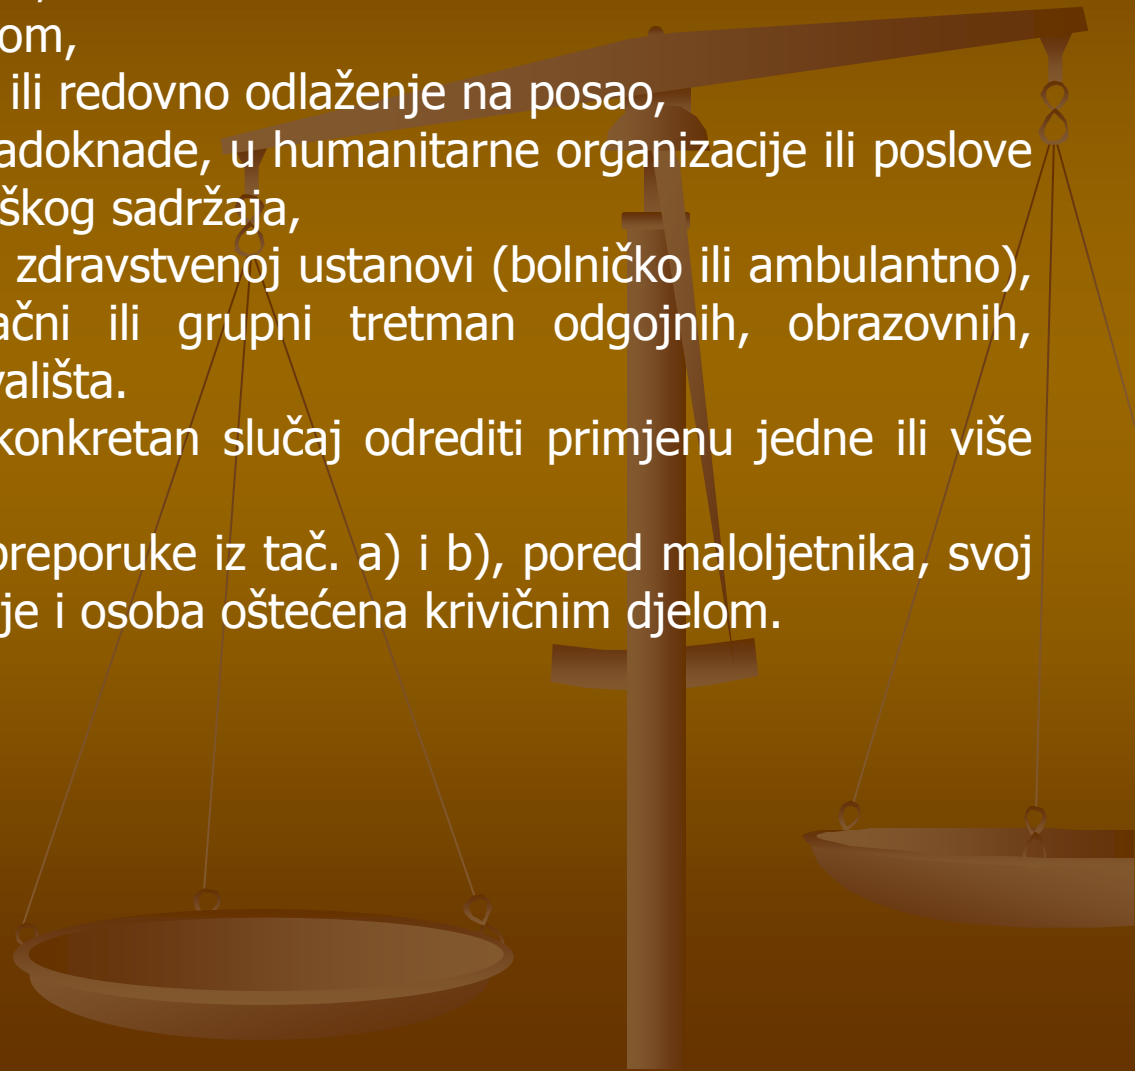 om,
ili redovno odlaženje na posao,
adoknade, u humanitarne organizacije ili poslove
škog sadržaja,
zdravstvenoj ustanovi (bolničko ili ambulantno),
ačni ili grupni tretman odgojnih, obrazovnih,
vališta.
konkretan slučaj odrediti primjenu jedne ili više
preporuke iz tač. a) i b), pored maloljetnika, svoj
je i osoba oštećena krivičnim djelom.